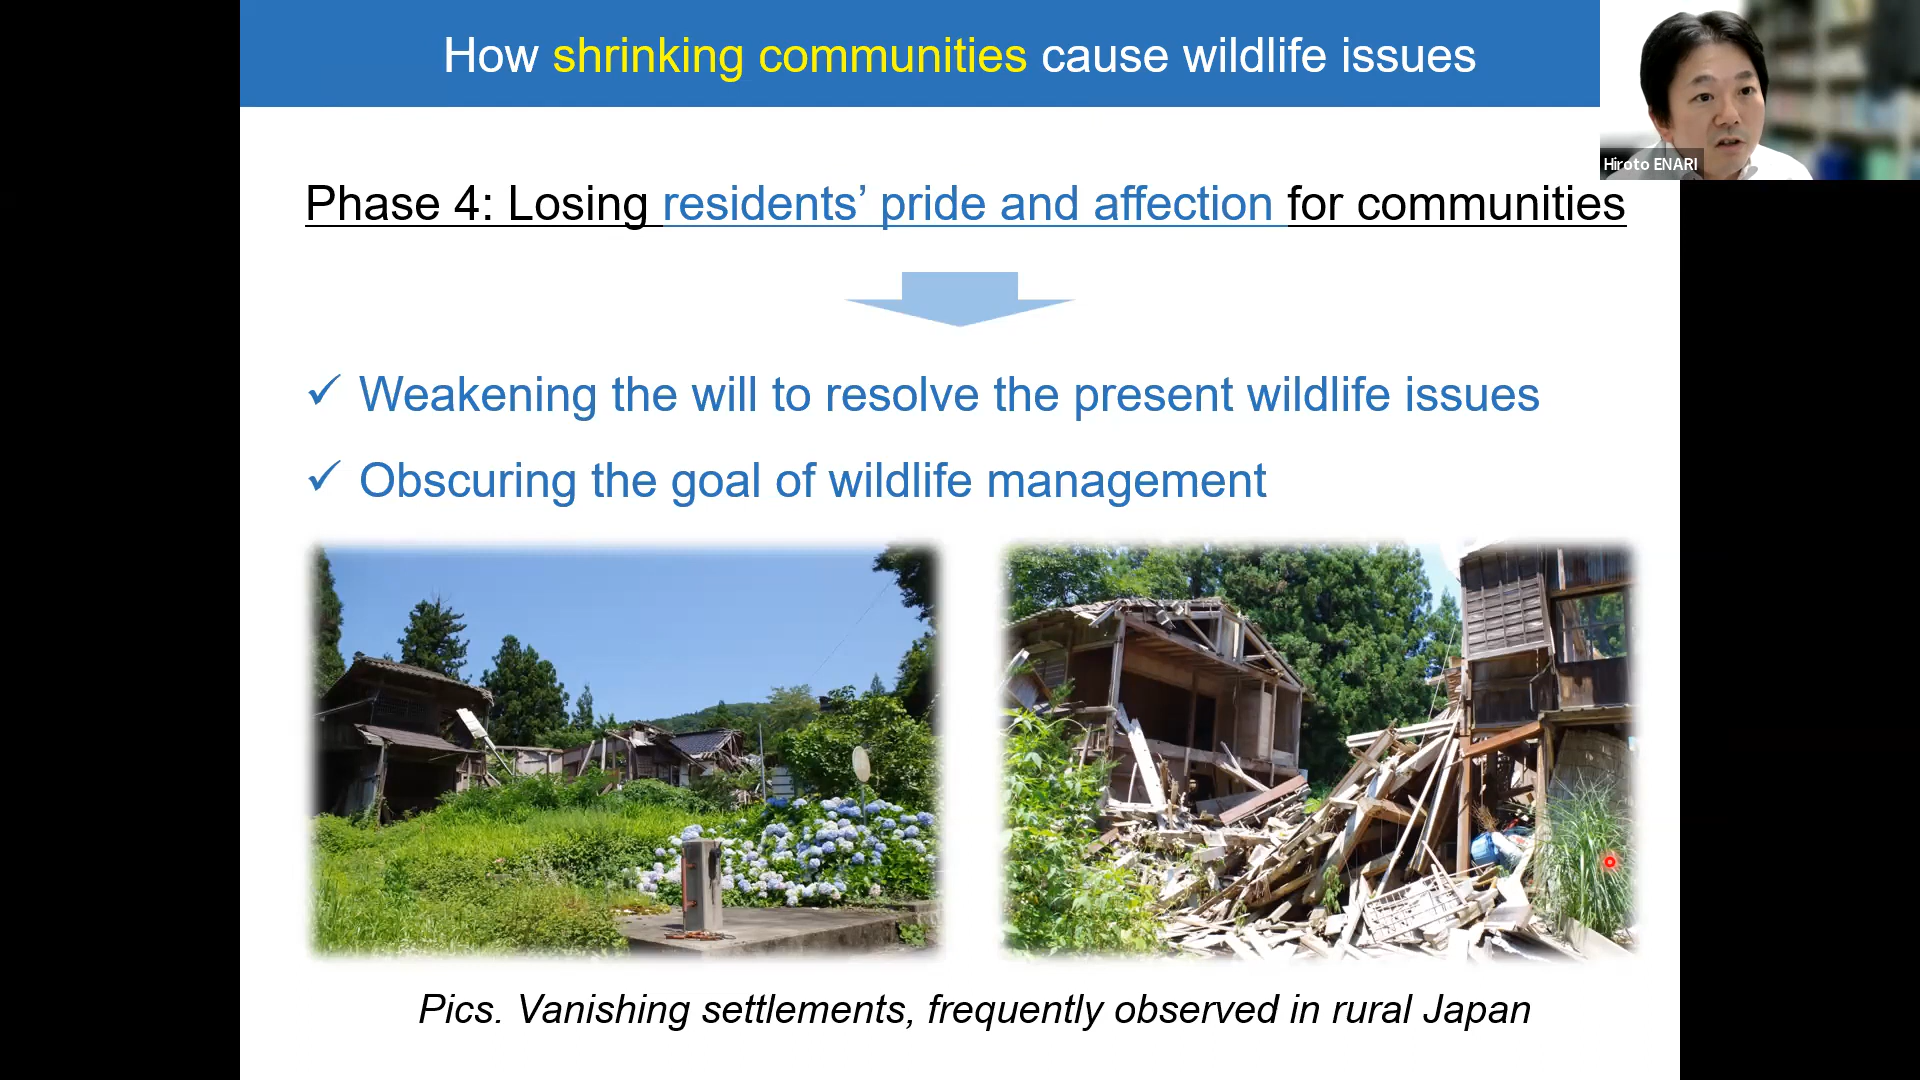 How shrinking communities cause wildlife issues
Hiroto ENARI
Phase 4: Losing residents’ pride and affection for communities
✓ Weakening the will to resolve the present wildlife issues
✓ Obscuring the goal of wildlife management
Pics. Vanishing settlements, frequently observed in rural Japan